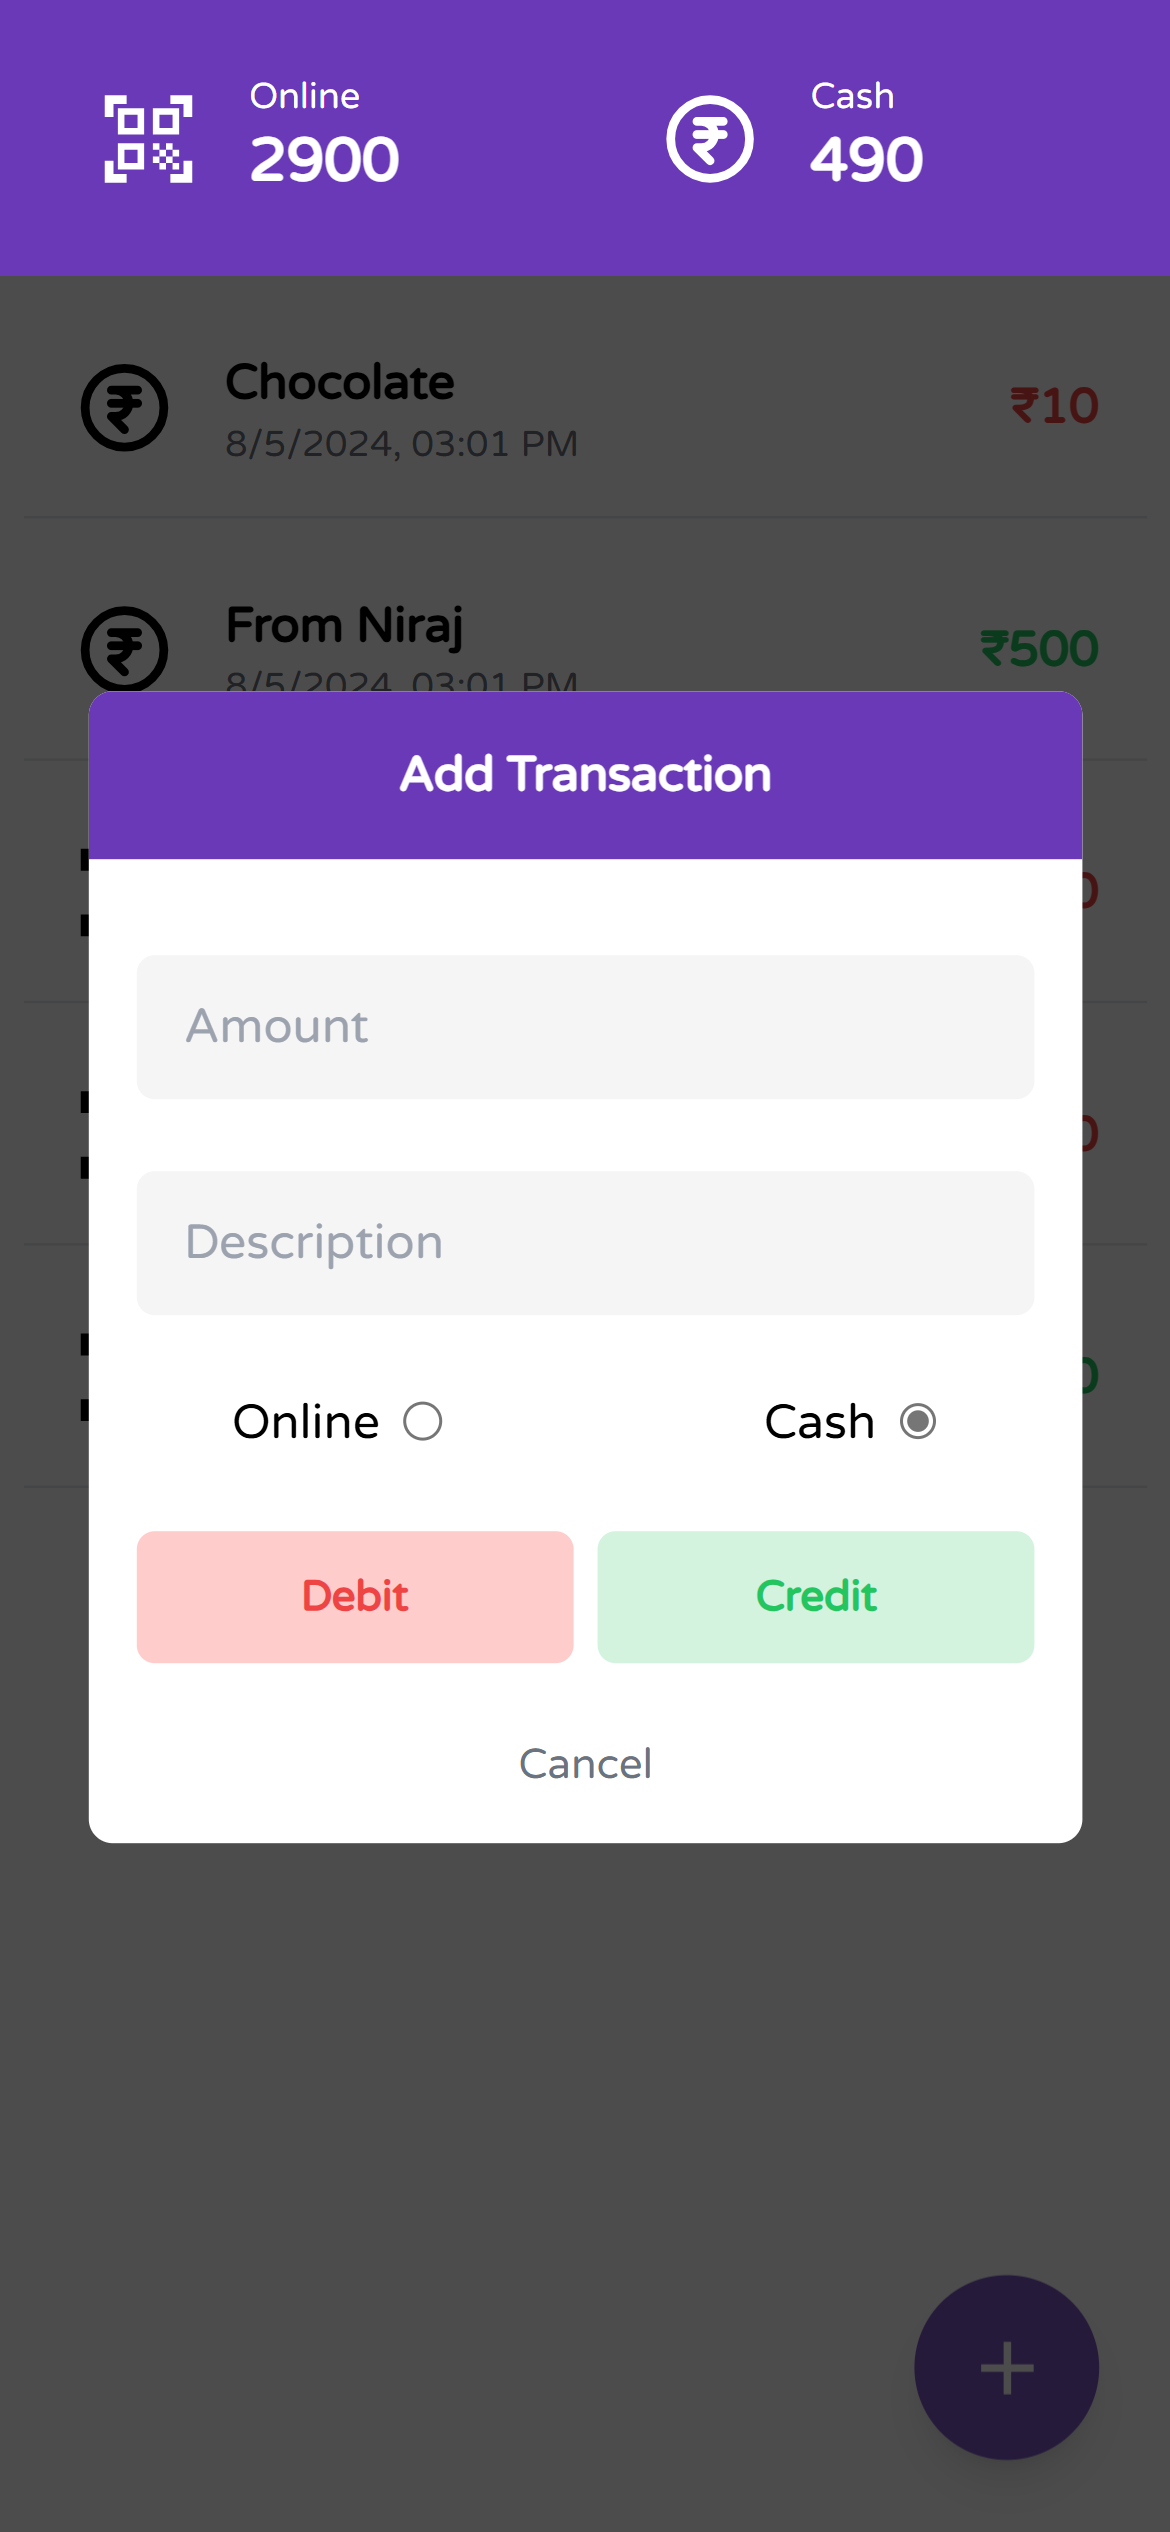 Online
2900
Cash
490
Chocolate
8/5/2024, 03:01 PM
₹10
From Niraj
8/5/2024, 03:01 PM
₹500
Add Transaction
Amount
Description
Online
Cash
Debit
Credit
Cancel